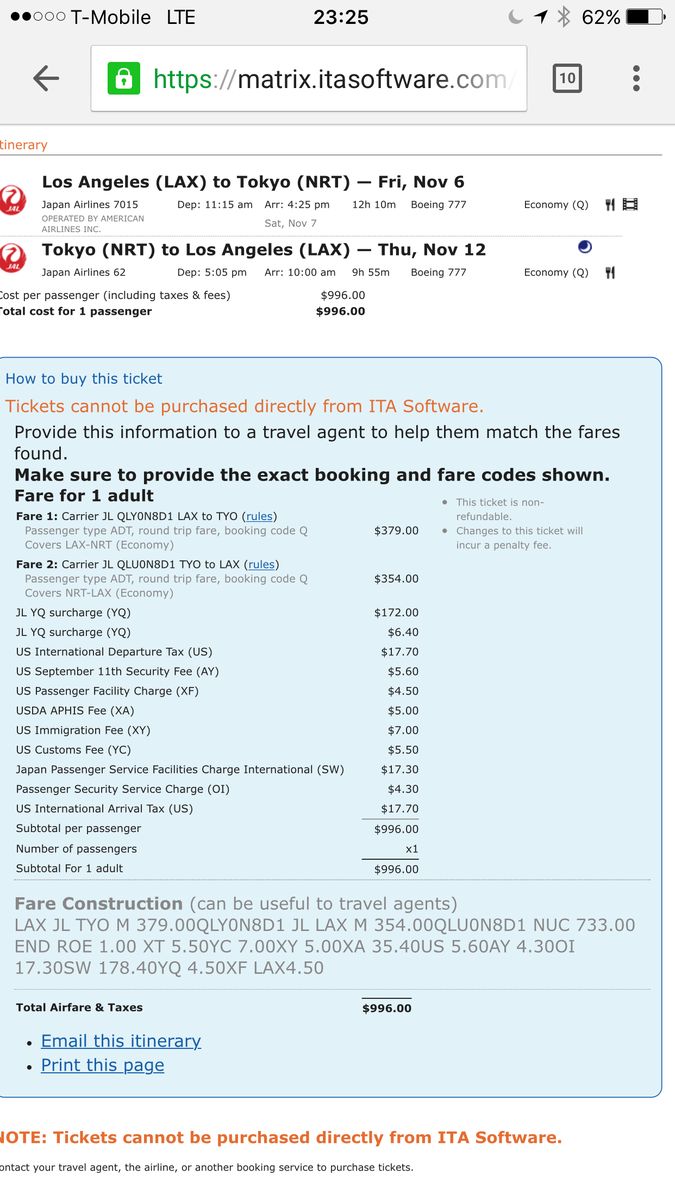 T-Mobile LTE 23:25 62%
https://matrix.itasoftware.com/
10
tinerary
Los Angeles (LAX) to Tokyo (NRT) — Fri, Nov 6
Japan Airlines 7015 Dep: 11:15 am Arr: 4:25 pm 12h 10m Boeing 777 Economy (Q)
OPERATED BY AMERICAN Sat, Nov 7
AIRLINES INC.
JAL
Tokyo (NRT) to Los Angeles (LAX) — Thu, Nov 12
JAL
Japan Airlines 62 Dep: 5:05 pm Arr: 10:00 am 9h 55m Boeing 777 Economy (Q)
Cost per passenger (including taxes & fees) $996.00
Total cost for 1 passenger $996.00
How to buy this ticket
Tickets cannot be purchased directly from ITA Software.
Provide this information to a travel agent to help them match the fares
found.
Make sure to provide the exact booking and fare codes shown.
Fare for 1 adult
Fare 1: Carrier JL QLY0N8D1 LAX to TYO (rules)
Passenger type ADT, round trip fare, booking code Q $379.00
Covers LAX-NRT (Economy)
• This ticket is non-
refundable.
• Changes to this ticket will
incur a penalty fee.
Fare 2: Carrier JL QLU0N8D1 TYO to LAX (rules)
Passenger type ADT, round trip fare, booking code Q $354.00
Covers NRT-LAX (Economy)
JL YQ surcharge (YQ) $172.00
JL YQ surcharge (YQ) $6.40
US International Departure Tax (US) $17.70
US September 11th Security Fee (AY) $5.60
US Passenger Facility Charge (XF) $4.50
USDA APHIS Fee (XA) $5.00
US Immigration Fee (XY) $7.00
US Customs Fee (YC) $5.50
Japan Passenger Service Facilities Charge International (SW) $17.30
Passenger Security Service Charge (OI) $4.30
US International Arrival Tax (US) $17.70
Subtotal per passenger $996.00
Number of passengers x1
Subtotal For 1 adult $996.00
Fare Construction (can be useful to travel agents)
LAX JL TYO M 379.00QLY0N8D1 JL LAX M 354.00QLU0N8D1 NUC 733.00
END ROE 1.00 XT 5.50YC 7.00XY 5.00XA 35.40US 5.60AY 4.30OI
17.30SW 178.40YQ 4.50XF LAX4.50
Total Airfare & Taxes $996.00
• Email this itinerary
• Print this page
NOTE: Tickets cannot be purchased directly from ITA Software.
ontact your travel agent, the airline, or another booking service to purchase tickets.